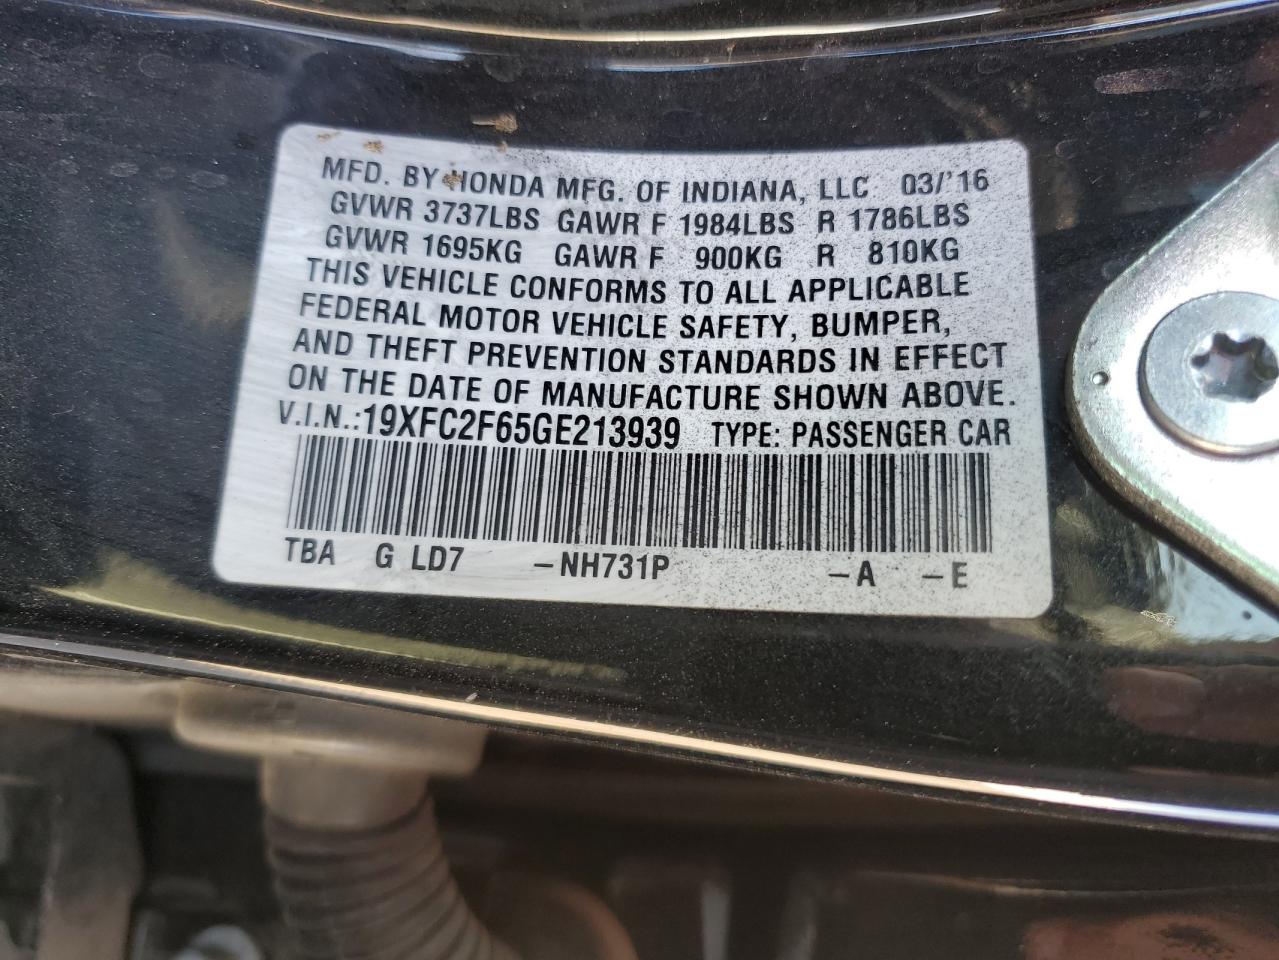 MFD. BY HONDA MFG. OF INDIANA, LLC 03/'16
GVWR 3737LBS GAWR F 1984LBS R 1786LBS
GVWR 1695KG GAWR F 900KG R 810KG
THIS VEHICLE CONFORMS TO ALL APPLICABLE
FEDERAL MOTOR VEHICLE SAFETY, BUMPER,
AND THEFT PREVENTION STANDARDS IN EFFECT
ON THE DATE OF MANUFACTURE SHOWN ABOVE.
V.I.N.:19XFC2F65GE213939 TYPE: PASSENGER CAR
TBA G LD7 -NH731P -A -E